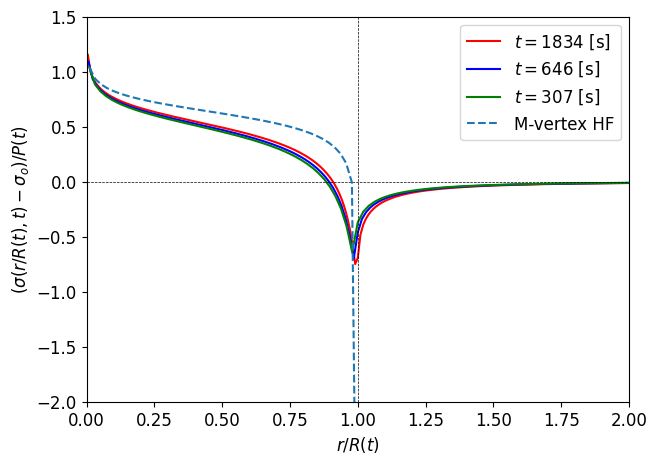 1.5
1.0
0.5
0.0
−0.5
−1.0
−1.5
−2.0
(σ(r/R(t), t) − σₒ)/P(t)
t = 1834 [s]
t = 646 [s]
t = 307 [s]
M-vertex HF
0.00 0.25 0.50 0.75 1.00 1.25 1.50 1.75 2.00
r/R(t)